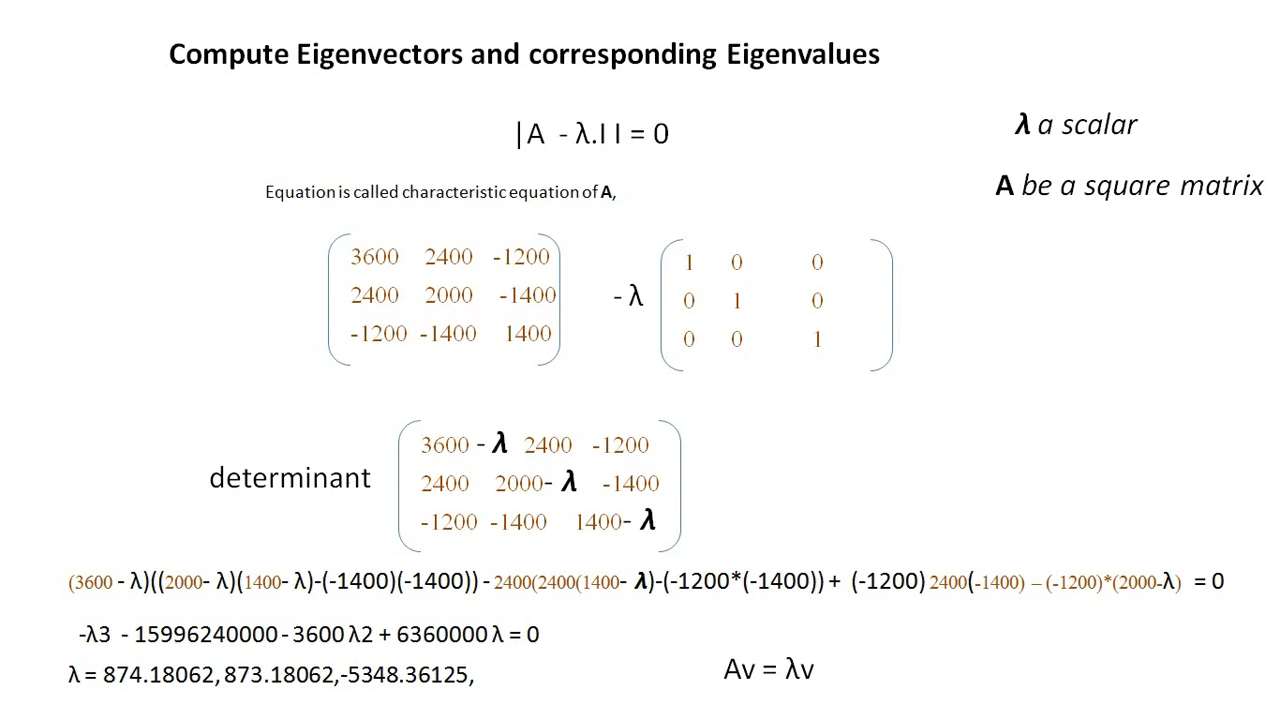 Compute Eigenvectors and corresponding Eigenvalues
|A - λ.I I = 0
λ a scalar
A be a square matrix
Equation is called characteristic equation of A,
3600 2400 -1200
2400 2000 -1400
-1200 -1400 1400
- λ
1 0 0
0 1 0
0 0 1
determinant
3600 - λ 2400 -1200
2400 2000- λ -1400
-1200 -1400 1400- λ
(3600 - λ)((2000- λ)(1400- λ)-(-1400)(-1400)) - 2400(2400(1400- λ)-(-1200*(-1400)) + (-1200) 2400(-1400) – (-1200)*(2000-λ) = 0
-λ3 - 15996240000 - 3600 λ2 + 6360000 λ = 0
λ = 874.18062, 873.18062,-5348.36125,
Av = λv